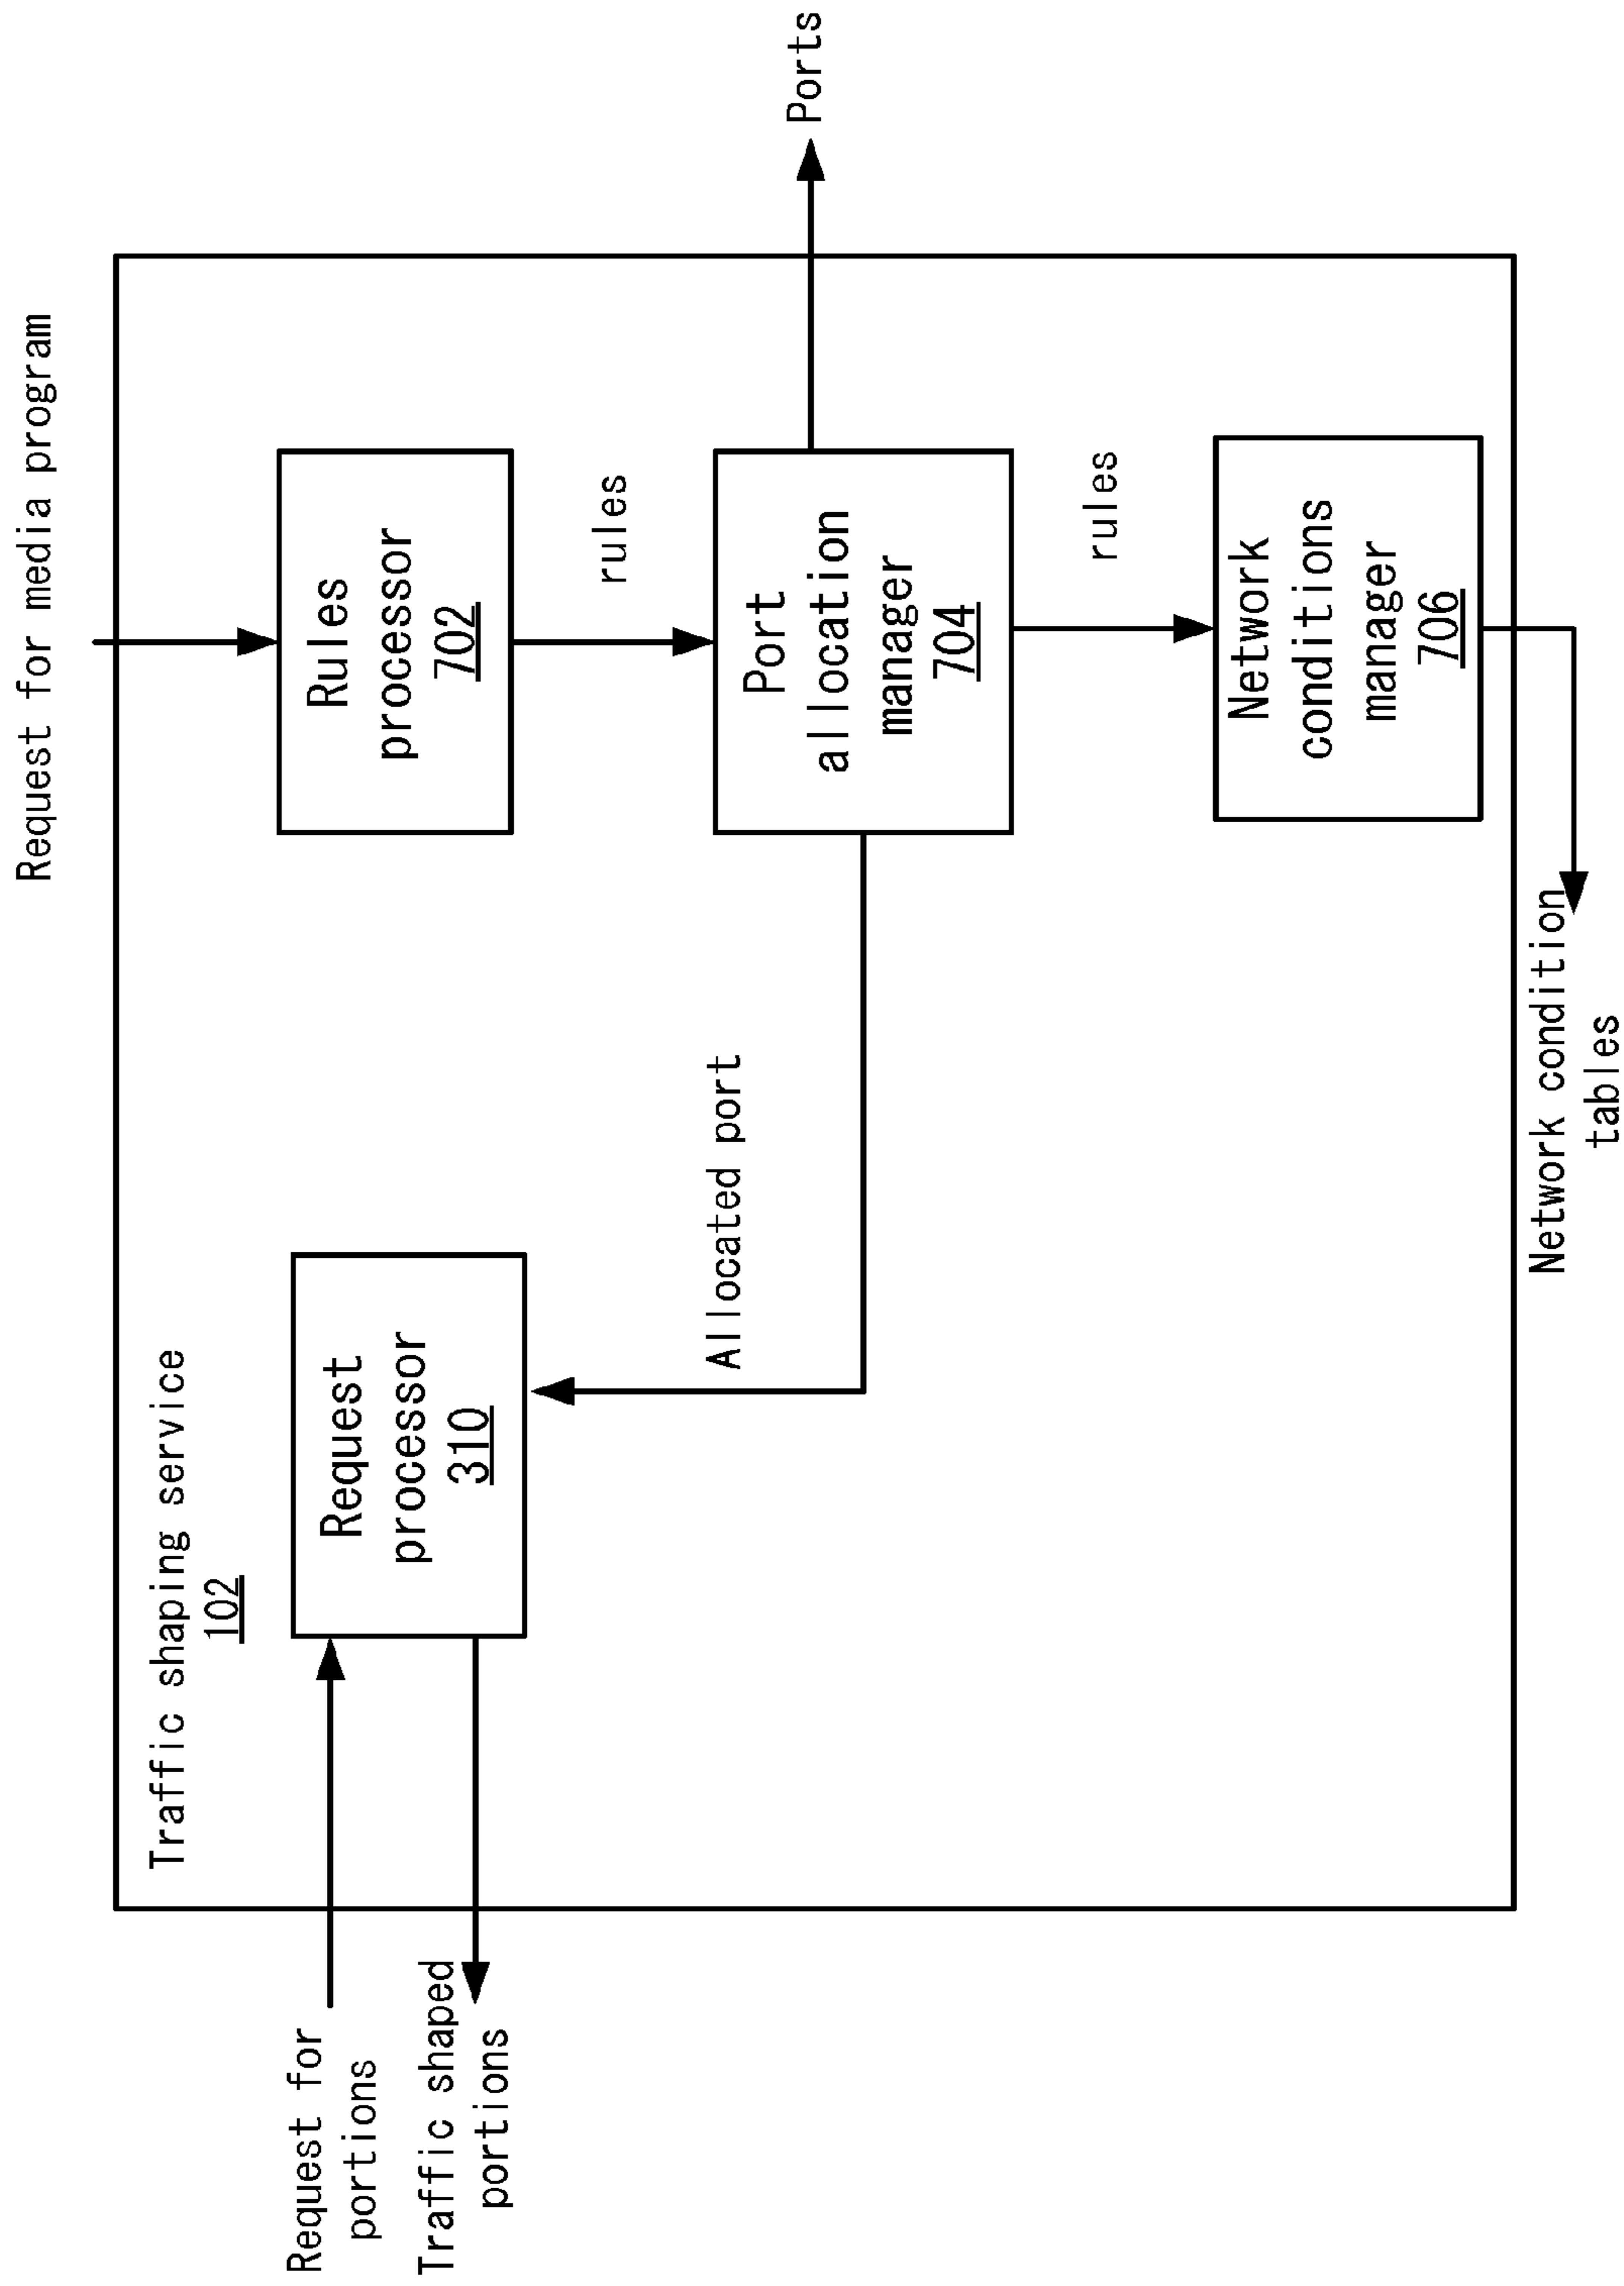 Request for media program
Traffic shaping service
102
Rules
processor
702
Request for
portions
Request
processor
310
Traffic shaped
portions
rules
Allocated port
Port
allocation
manager
704
Ports
rules
Network
conditions
manager
706
Network condition
tables